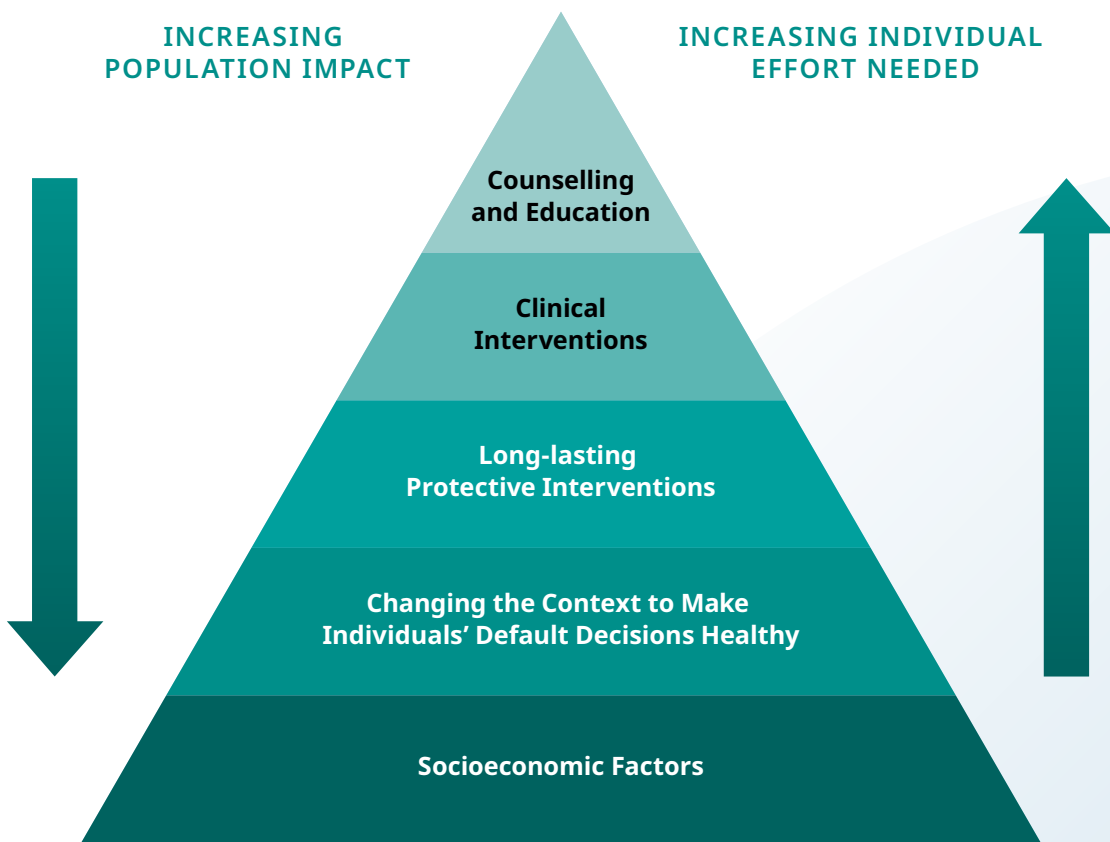 INCREASING
POPULATION IMPACT
INCREASING INDIVIDUAL
EFFORT NEEDED
Counselling
and Education
Clinical
Interventions
Long-lasting
Protective Interventions
Changing the Context to Make
Individuals’ Default Decisions Healthy
Socioeconomic Factors